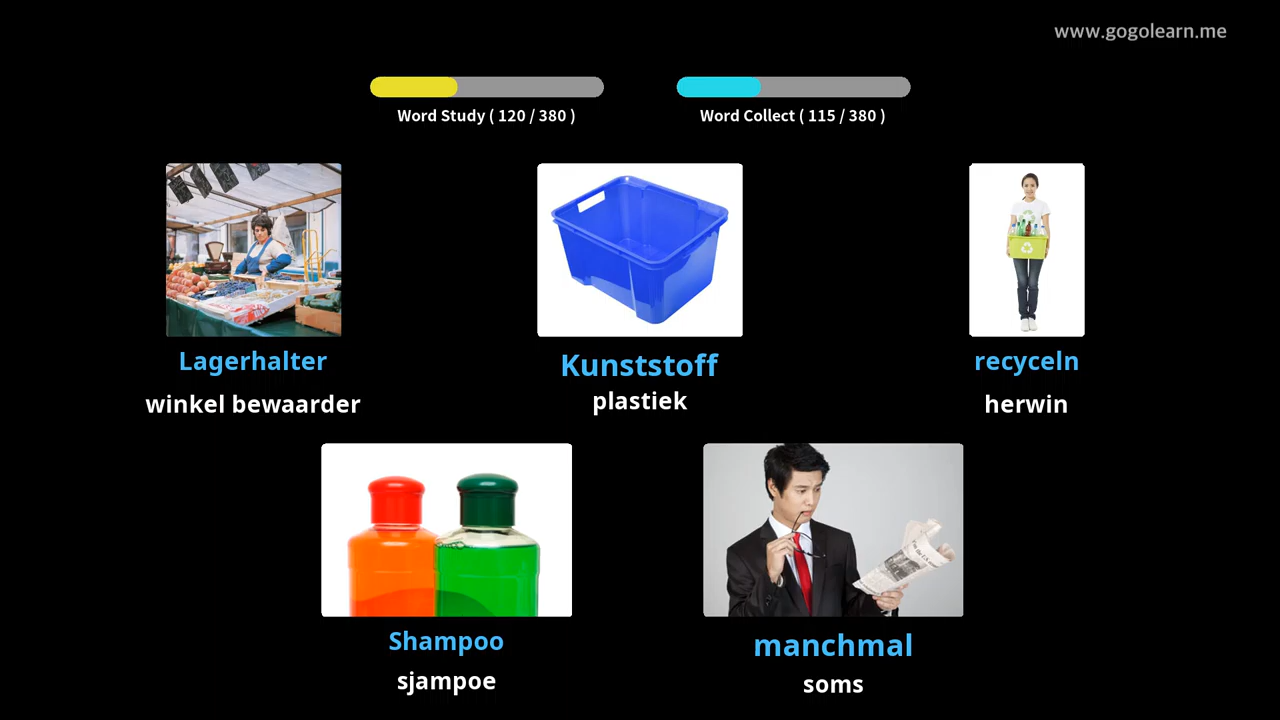 www.gogolearn.me
Word Study ( 120 / 380 )
Word Collect ( 115 / 380 )
Lagerhalter
winkel bewaarder
Kunststoff
plastiek
recyceln
herwin
Shampoo
sjampoe
manchmal
soms